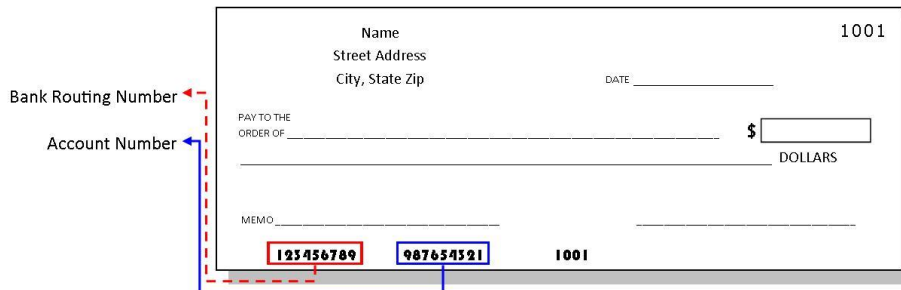 Name
1001
Street Address
City, State Zip
DATE
Bank Routing Number
PAY TO THE
ORDER OF
$
Account Number
DOLLARS
MEMO
123456789 987654321 1001